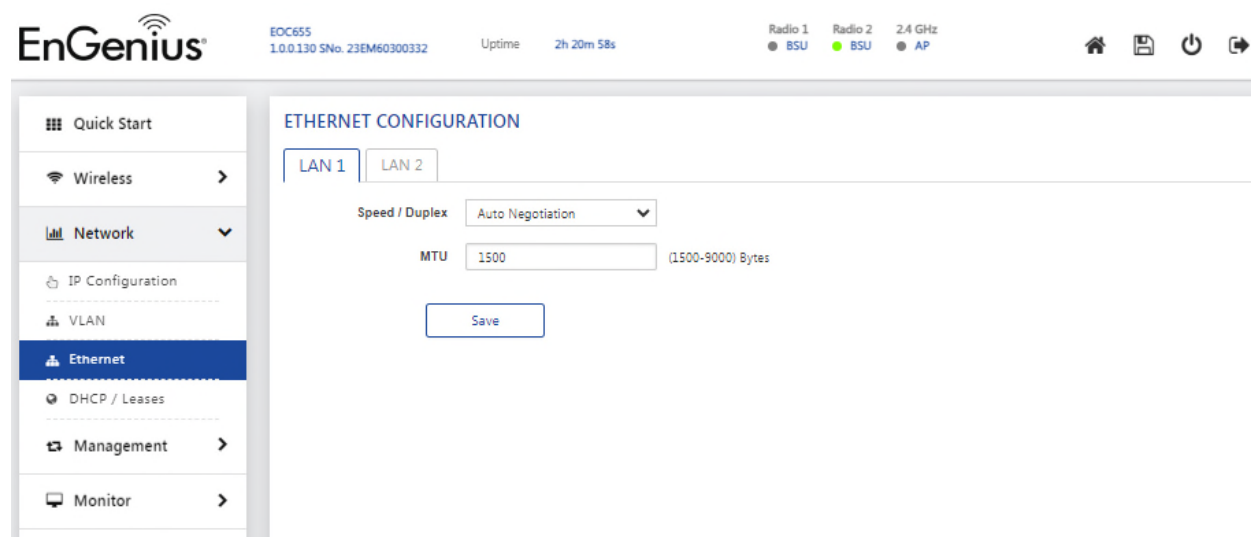 EnGenius®
EOC655
1.0.0.130 SNo. 23EM60300332
Uptime 2h 20m 58s
Radio 1 Radio 2 2.4 GHz
BSU BSU AP
Quick Start
Wireless
Network
IP Configuration
VLAN
Ethernet
DHCP / Leases
Management
Monitor
ETHERNET CONFIGURATION
LAN 1 LAN 2
Speed / Duplex Auto Negotiation
MTU 1500 (1500-9000) Bytes
Save